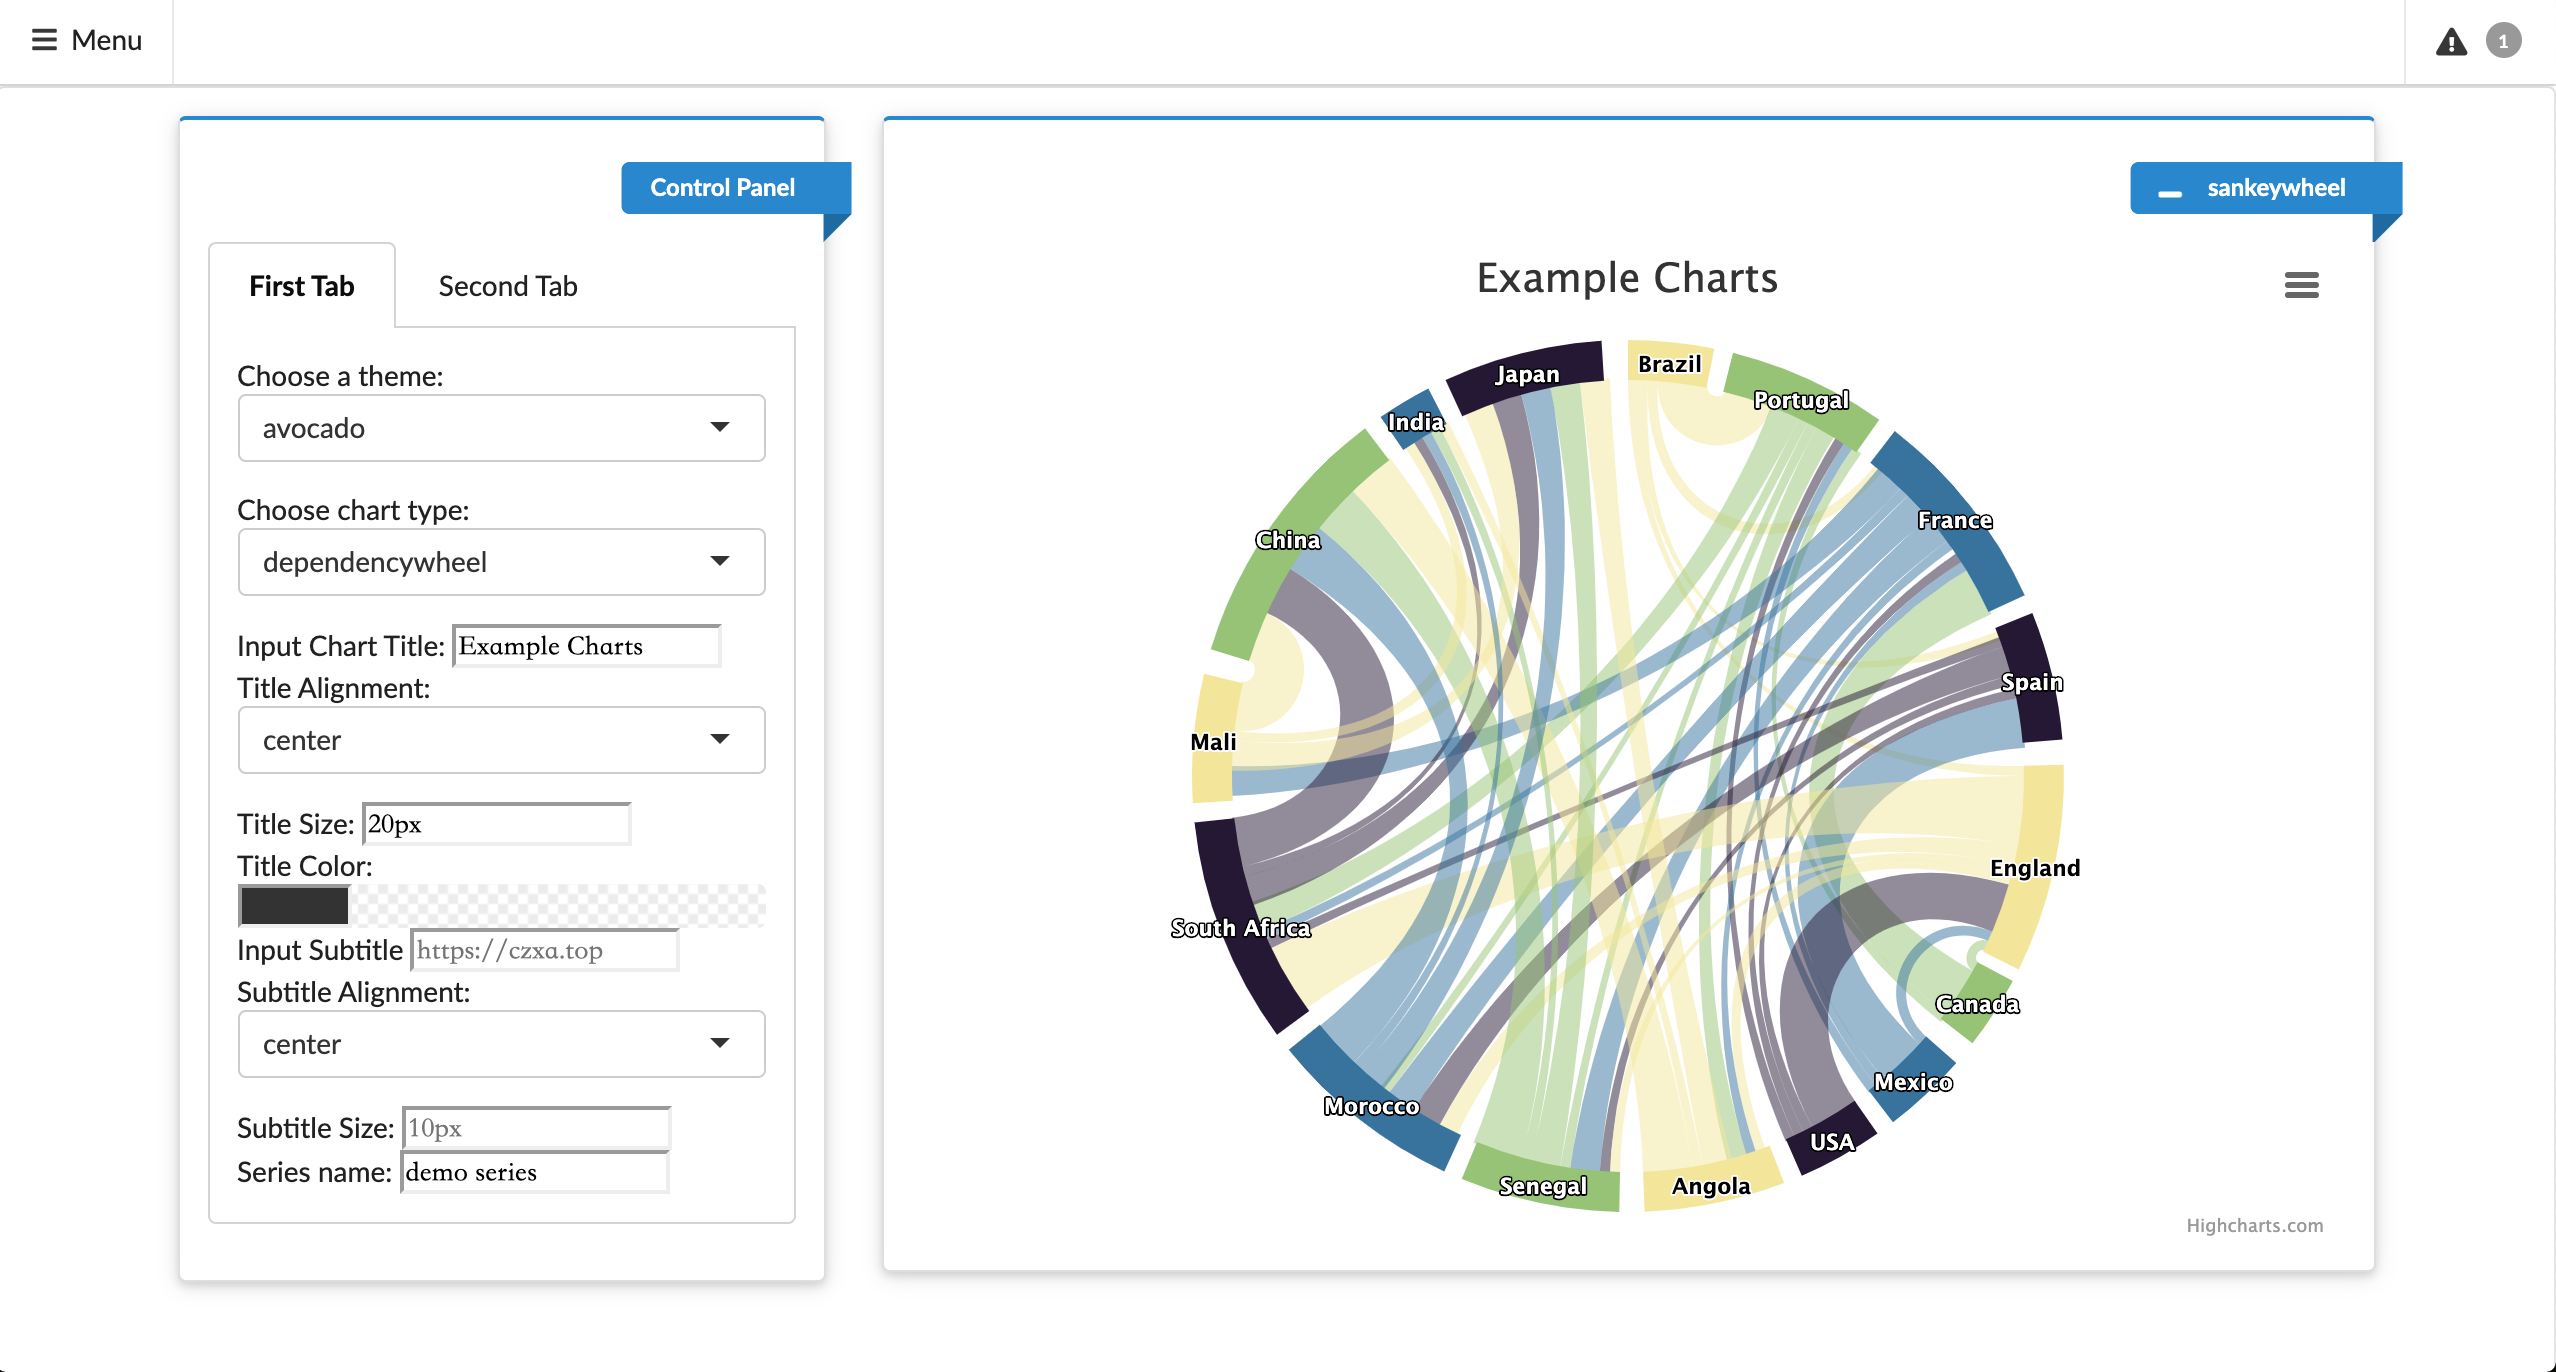 Menu
1
Control Panel
First Tab
Second Tab
Choose a theme:
avocado
Choose chart type:
dependencywheel
Input Chart Title: Example Charts
Title Alignment:
center
Title Size: 20px
Title Color:
Input Subtitle https://czxa.top
Subtitle Alignment:
center
Subtitle Size: 10px
Series name: demo series
sankeywheel
Example Charts
Brazil
Portugal
France
Spain
England
Canada
Mexico
USA
Angola
Senegal
Morocco
South Africa
Mali
China
India
Japan
Highcharts.com